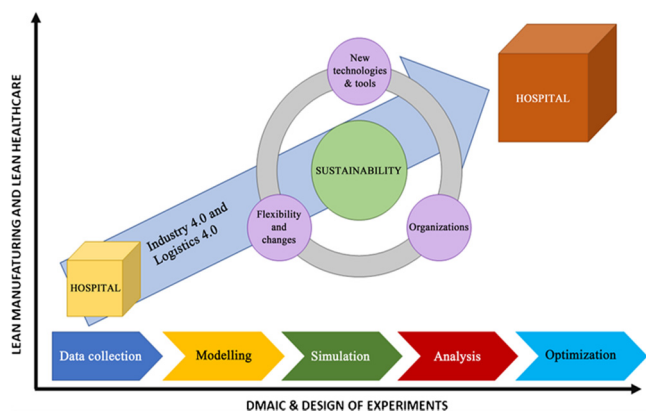 LEAN MANUFATURING AND LEAN HEALTHCARE
New
technologies
& tools
HOSPITAL
SUSTAINABILITY
Flexibility
and
changes
Organizations
Industry 4.0 and
Logistics 4.0
HOSPITAL
Data collection
Modelling
Simulation
Analysis
Optimization
DMAIC & DESIGN OF EXPERIMENTS